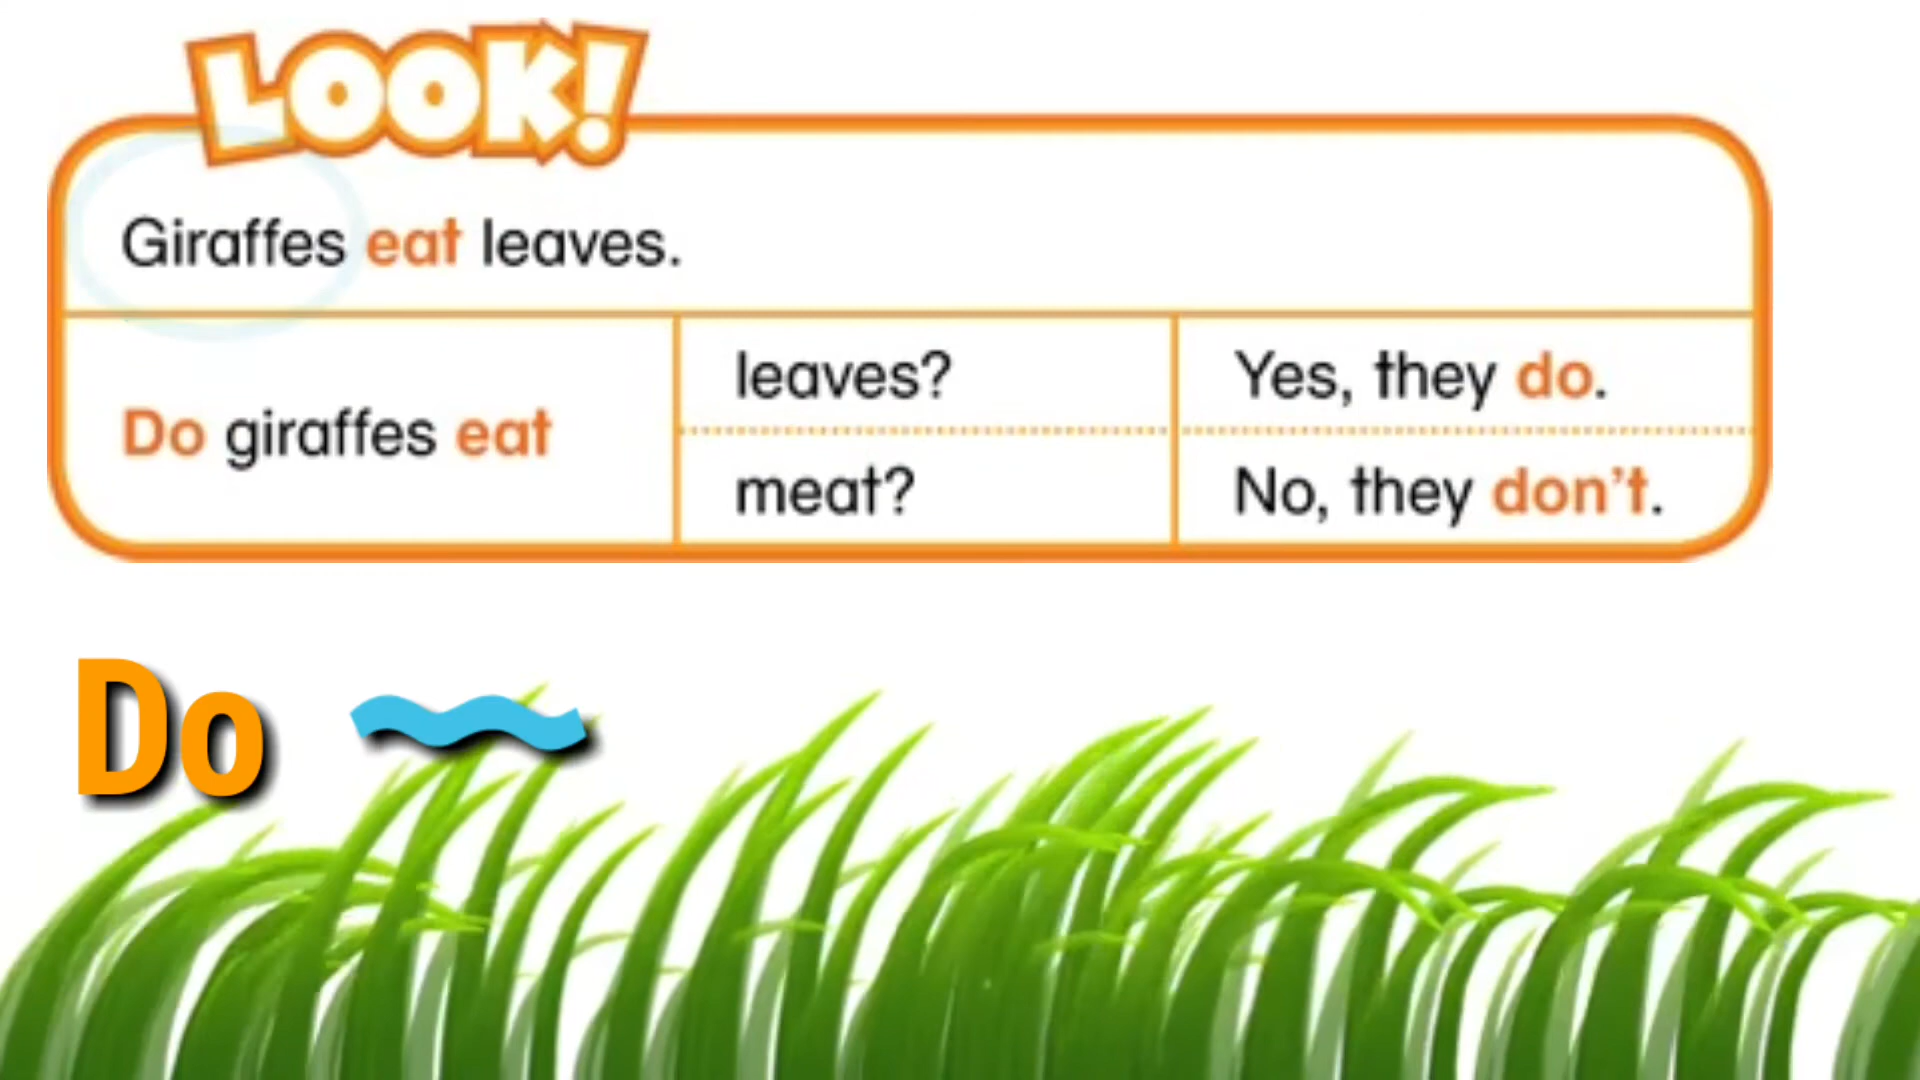 LOOK!
Giraffes eat leaves.
Do giraffes eat
leaves?
Yes, they do.
meat?
No, they don't.
Do